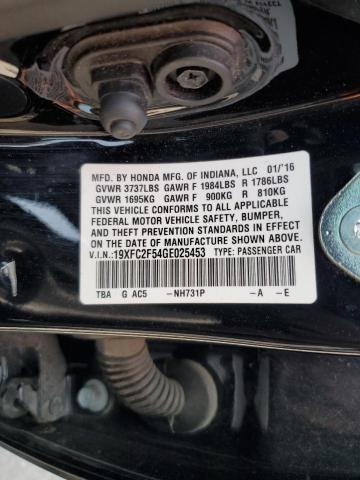 MFD. BY HONDA MFG. OF INDIANA, LLC 01/'16
GVWR 3737LBS GAWR F 1984LBS R 1786LBS
GVWR 1695KG GAWR F 900KG R 810KG
THIS VEHICLE CONFORMS TO ALL APPLICABLE
FEDERAL MOTOR VEHICLE SAFETY, BUMPER,
AND THEFT PREVENTION STANDARDS IN EFFECT
ON THE DATE OF MANUFACTURE SHOWN ABOVE.
V.I.N.:19XFC2F54GE025453 TYPE: PASSENGER CAR
TBA G AC5 -NH731P -A -E